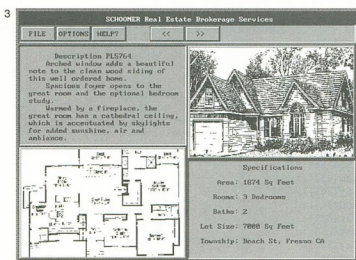 3
SCHOONER Real Estate Brokerage Services
FILE OPTIONS HELP? << >>
Description PL5764
Arched window adds a beautiful
note to the clean wood siding of
this well ordered home.
Spacious foyer opens to the
great room and the optional bedroom
study.
Warmed by a fireplace, the
great room has a cathedral ceiling,
which is accentuated by skylights
for added sunshine, air and
ambiance.
Specifications
Area: 1874 Sq Feet
Rooms: 3 Bedrooms
Baths: 2
Lot Size: 7000 Sq Feet
Township: Beach St, Fresno CA